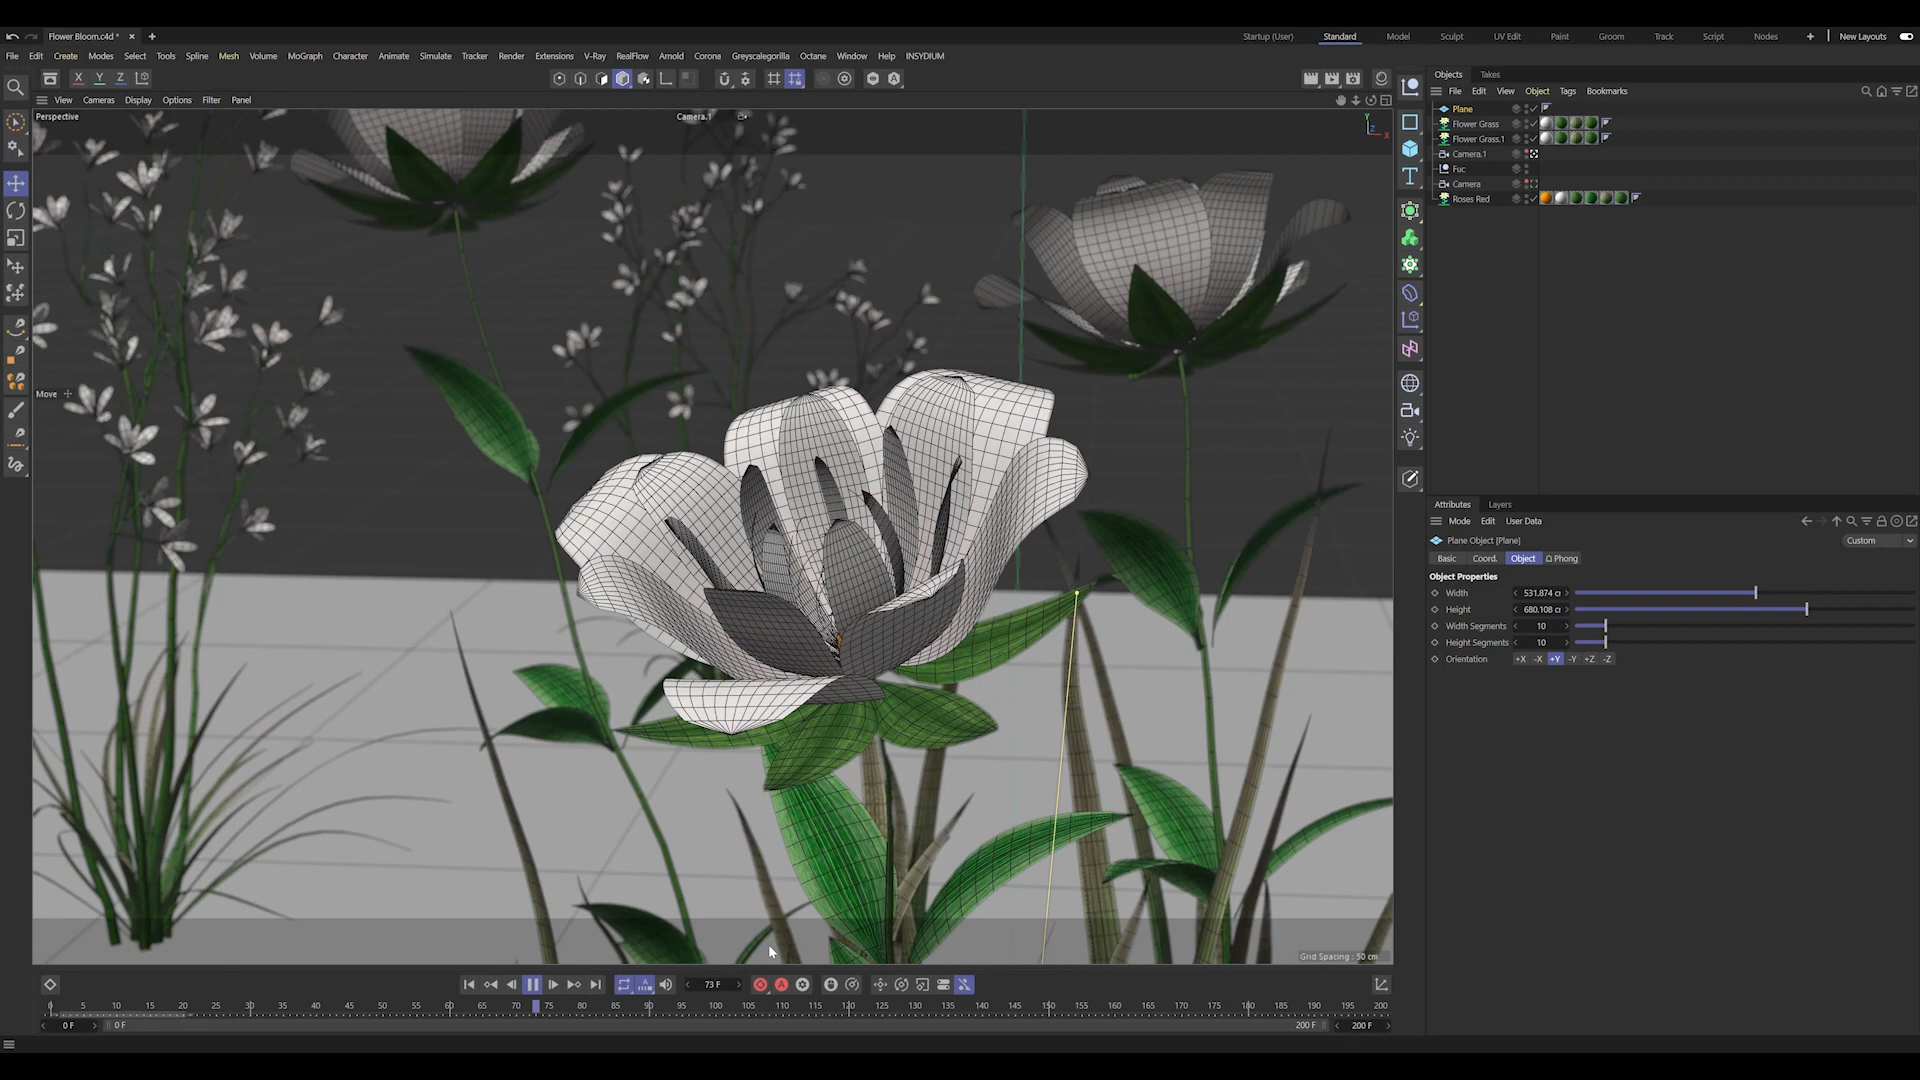 Flower Bloom.c4d *
Startup (User) Standard Model Sculpt UV Edit Paint Groom Track Script Nodes New Layouts
File Edit Create Modes Select Tools Spline Mesh Volume MoGraph Character Animate Simulate Tracker Render Extensions V-Ray RealFlow Arnold Corona Greyscalegorilla Octane Window Help INSYDIUM
X Y Z
View Cameras Display Options Filter Panel
Perspective
Camera.1
Y
Z
X
Move
Grid Spacing : 50 cm
Objects Takes
File Edit View Object Tags Bookmarks
Plane
Flower Grass
Flower Grass.1
Camera.1
Fuc
Camera
Roses Red
Attributes Layers
Mode Edit User Data
Plane Object [Plane]
Custom
Basic Coord. Object Phong
Object Properties
Width 531.874 c
Height 680.108 c
Width Segments 10
Height Segments 10
Orientation +X -X +Y -Y +Z -Z
73 F
0 5 10 15 20 25 30 35 40 45 50 55 60 65 70 75 80 85 90 95 100 105 110 115 120 125 130 135 140 145 150 155 160 165 170 175 180 185 190 195 200
0 F 0 F 200 F 200 F